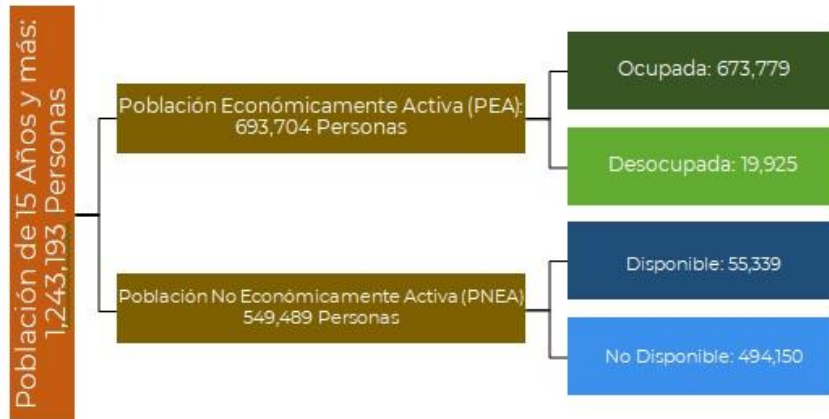 Población de 15 Años y más:
1,243,193 Personas
Población Económicamente Activa (PEA):
693,704 Personas
Ocupada: 673,779
Desocupada: 19,925
Población No Económicamente Activa (PNEA)
549,489 Personas
Disponible: 55,339
No Disponible: 494,150